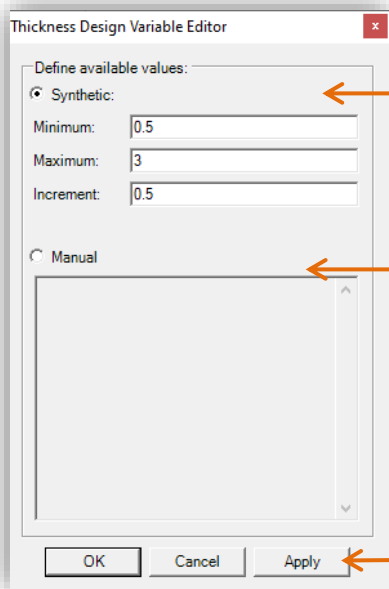 Thickness Design Variable Editor
x
Define available values:
Synthetic:
Minimum: 0.5
Maximum: 3
Increment: 0.5
Manual
OK Cancel Apply